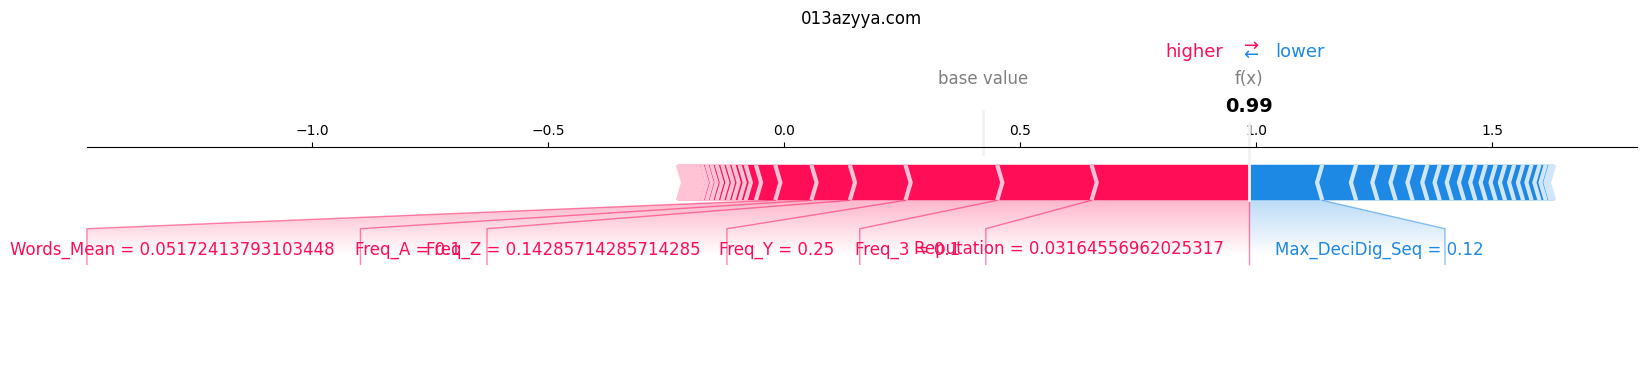 013azyya.com
higher ⇄ lower
base value f(x)
0.99
−1.0 −0.5 0.0 0.5 1.0 1.5
Words_Mean = 0.05172413793103448 Freq_A = 0.1 Freq_Z = 0.14285714285714285 Freq_Y = 0.25 Freq_3 = 0.1 Reputation = 0.03164556962025317 Max_DeciDig_Seq = 0.12